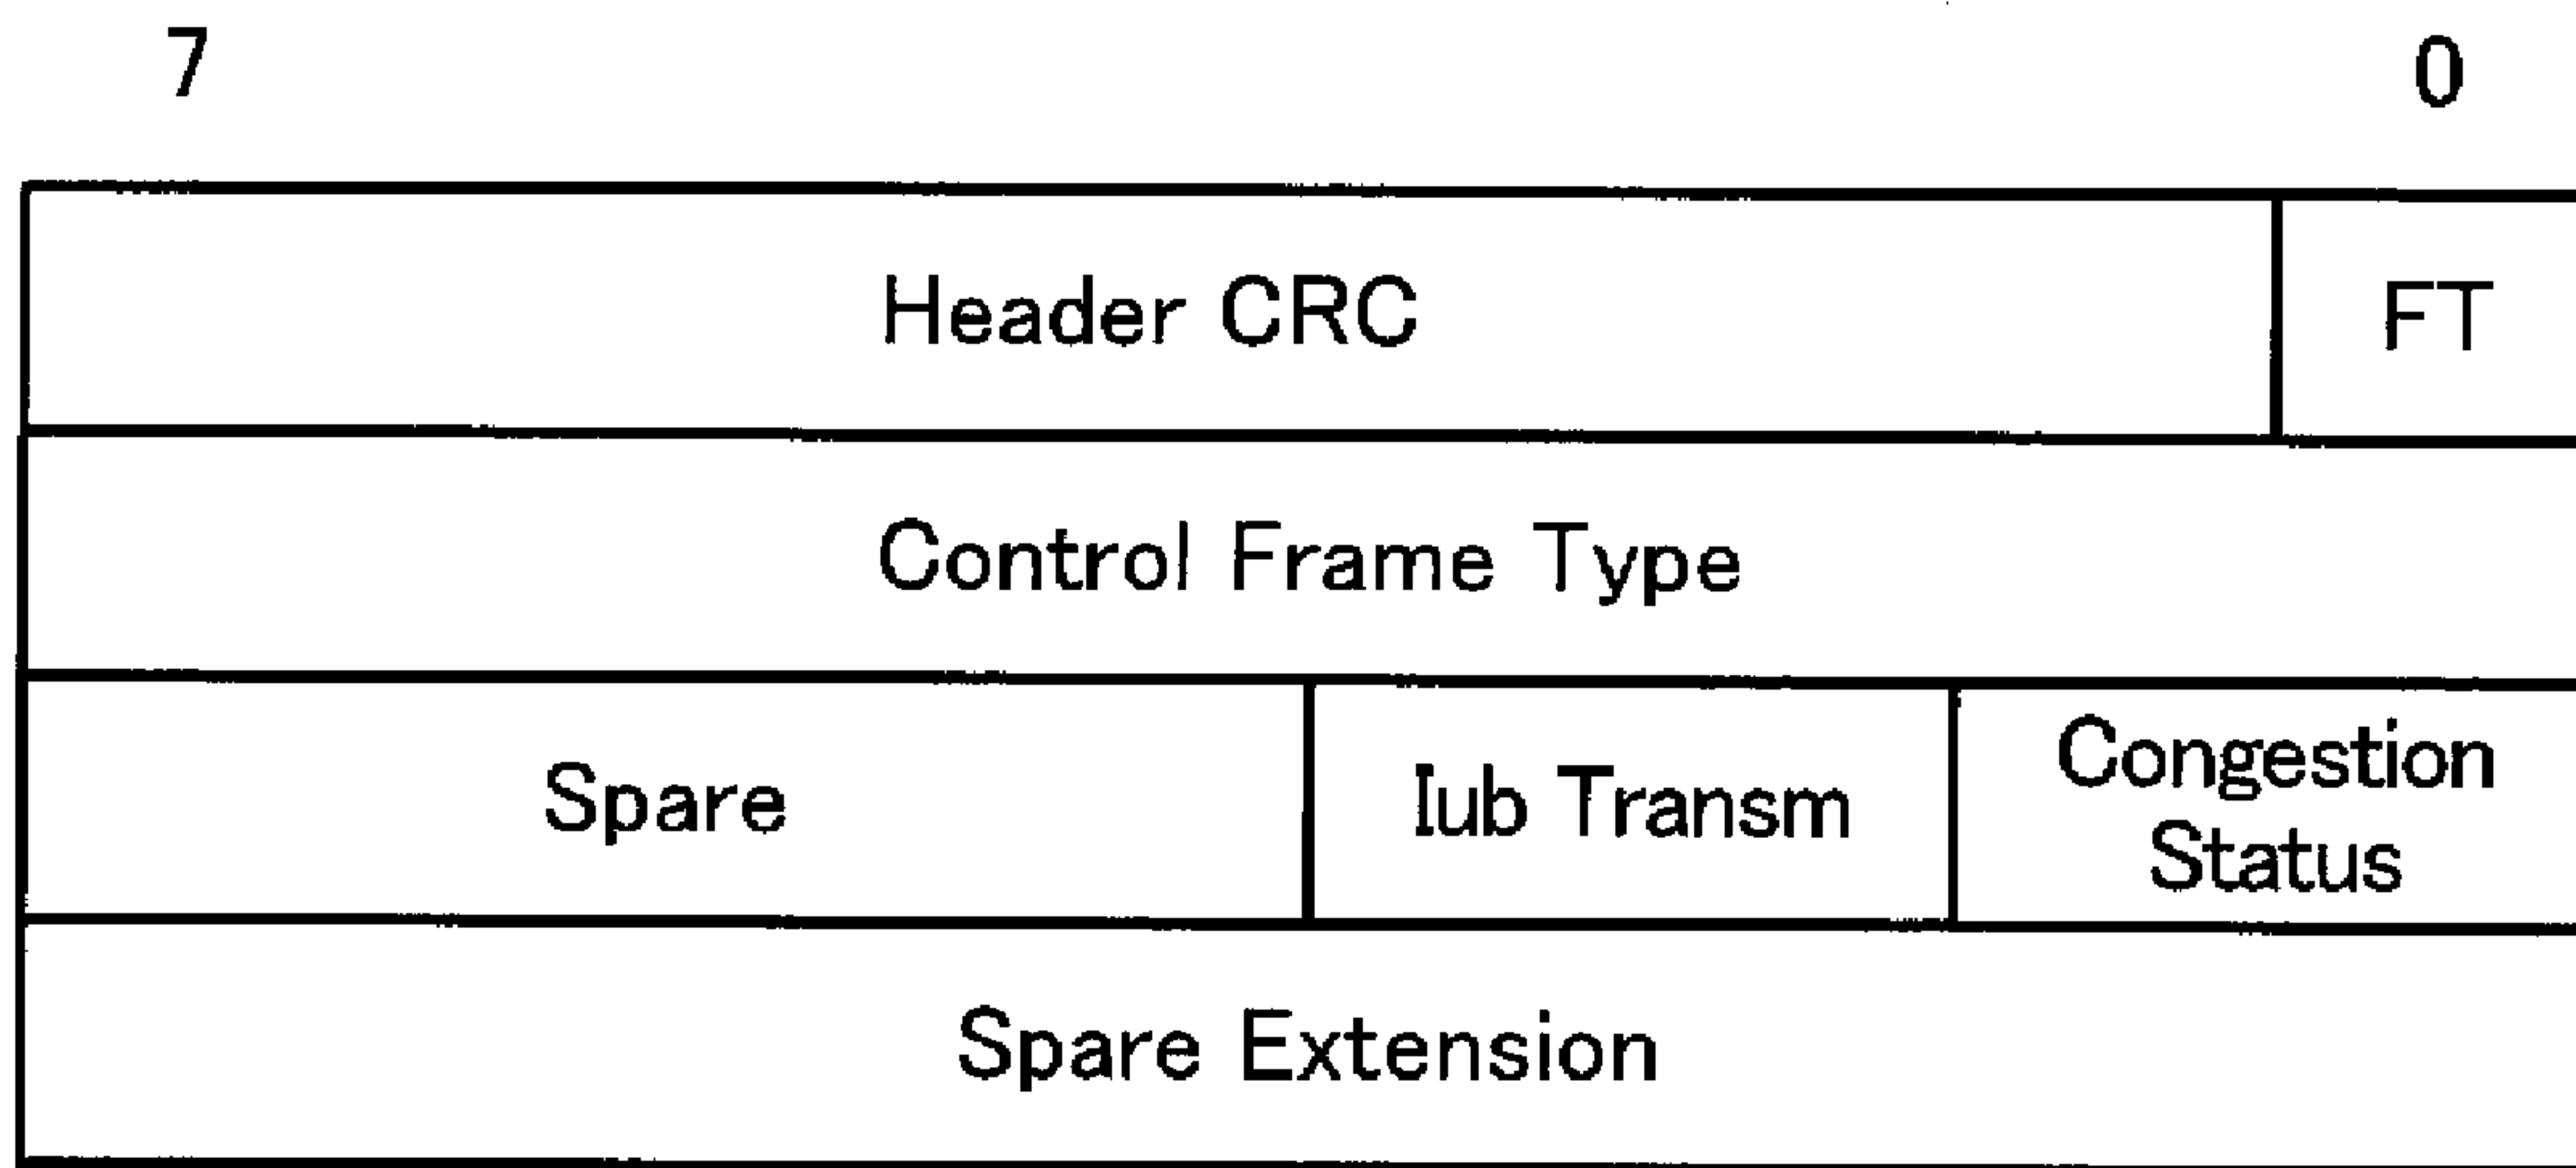 7 0
Header CRC FT
Control Frame Type
Spare Iub Transm Congestion
Status
Spare Extension